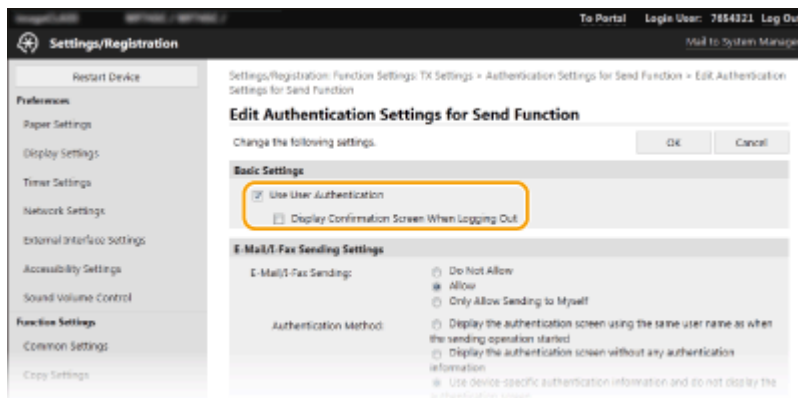 To Portal Login User: 7654321 Log Ou
Settings/Registration
Mail to System Manage
Restart Device
Settings/Registration: Function Settings: TX Settings > Authentication Settings for Send Function > Edit Authentication
Settings for Send Function
Preferences
Edit Authentication Settings for Send Function
Paper Settings
Change the following settings.
OK Cancel
Display Settings
Basic Settings
Timer Settings
Use User Authentication
Network Settings
Display Confirmation Screen When Logging Out
External Interface Settings
E-Mail/I-Fax Sending Settings
Accessibility Settings
E-Mail/I-Fax Sending:
Do Not Allow
Allow
Sound Volume Control
Only Allow Sending to Myself
Function Settings
Authentication Method:
Display the authentication screen using the same user name as when
the sending operation started
Common Settings
Display the authentication screen without any authentication
information
Copy Settings
Use device-specific authentication information and do not display the
authentication screen